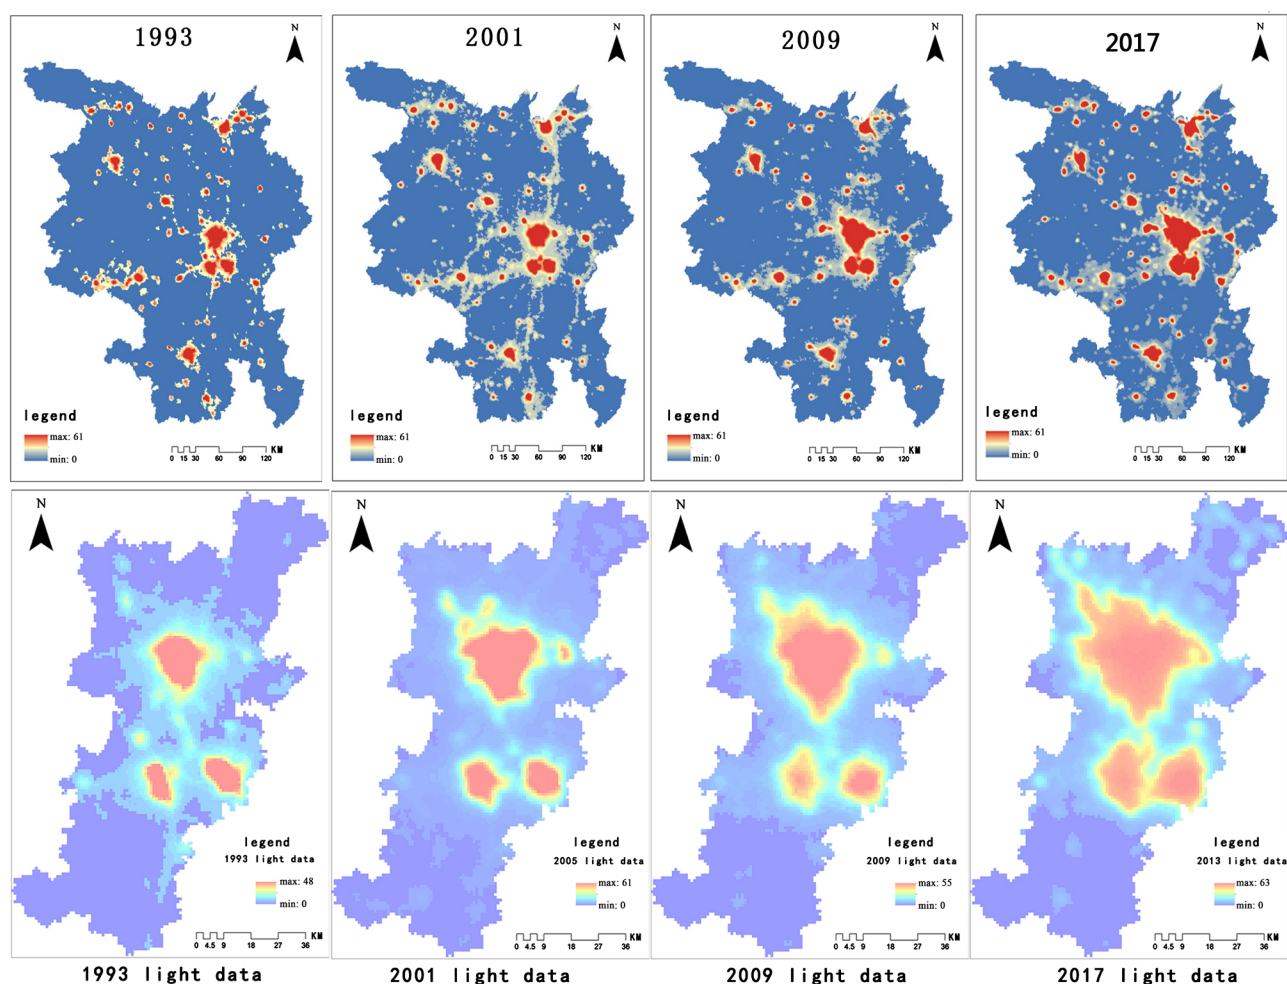 1993
N
legend
max: 61
min: 0
0 15 30 60 90 120
KM
2001
N
legend
max: 61
min: 0
0 15 30 60 90 120
KM
2009
N
legend
max: 61
min: 0
0 15 30 60 90 120
KM
2017
N
legend
max: 61
min: 0
0 15 30 60 90 120
KM
N
legend
1993 light data
max: 48
min: 0
0 4.5 9 18 27 36
KM
1993 light data
N
legend
2005 light data
max: 61
min: 0
0 4.5 9 18 27 36
KM
2001 light data
N
legend
2009 light data
max: 55
min: 0
0 4.5 9 18 27 36
KM
2009 light data
N
legend
2013 light data
max: 63
min: 0
0 4.5 9 18 27 36
KM
2017 light data